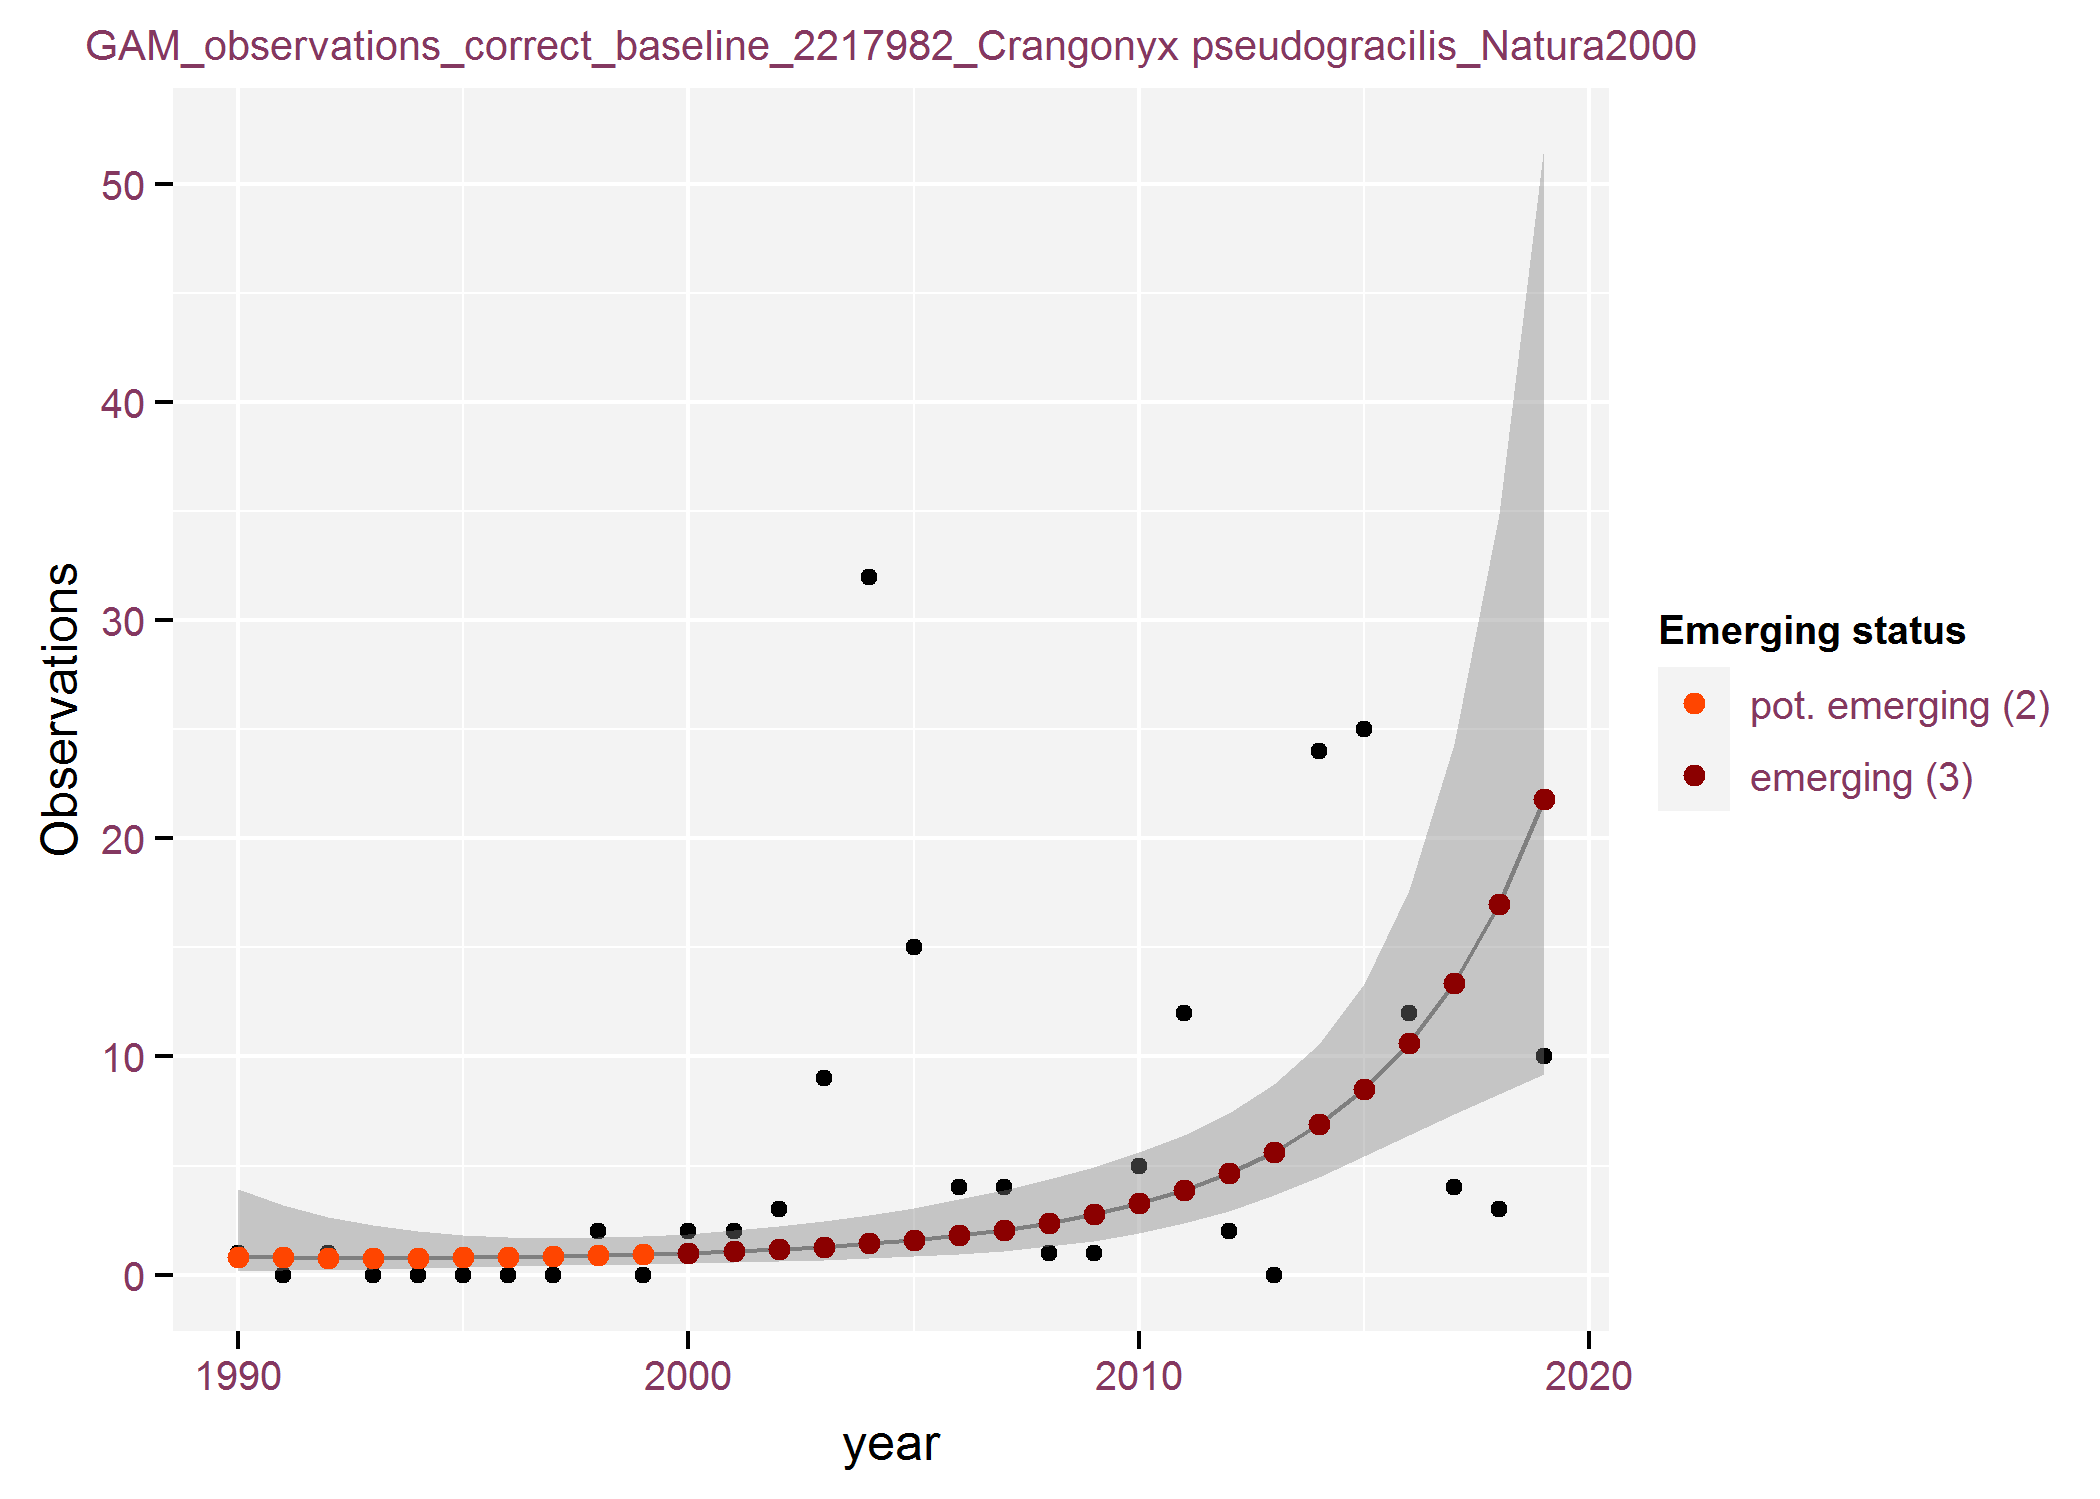 GAM_observations_correct_baseline_2217982_Crangonyx pseudogracilis_Natura2000
50
40
30
20
10
0
Observations
1990 2000 2010 2020
year
Emerging status
pot. emerging (2)
emerging (3)